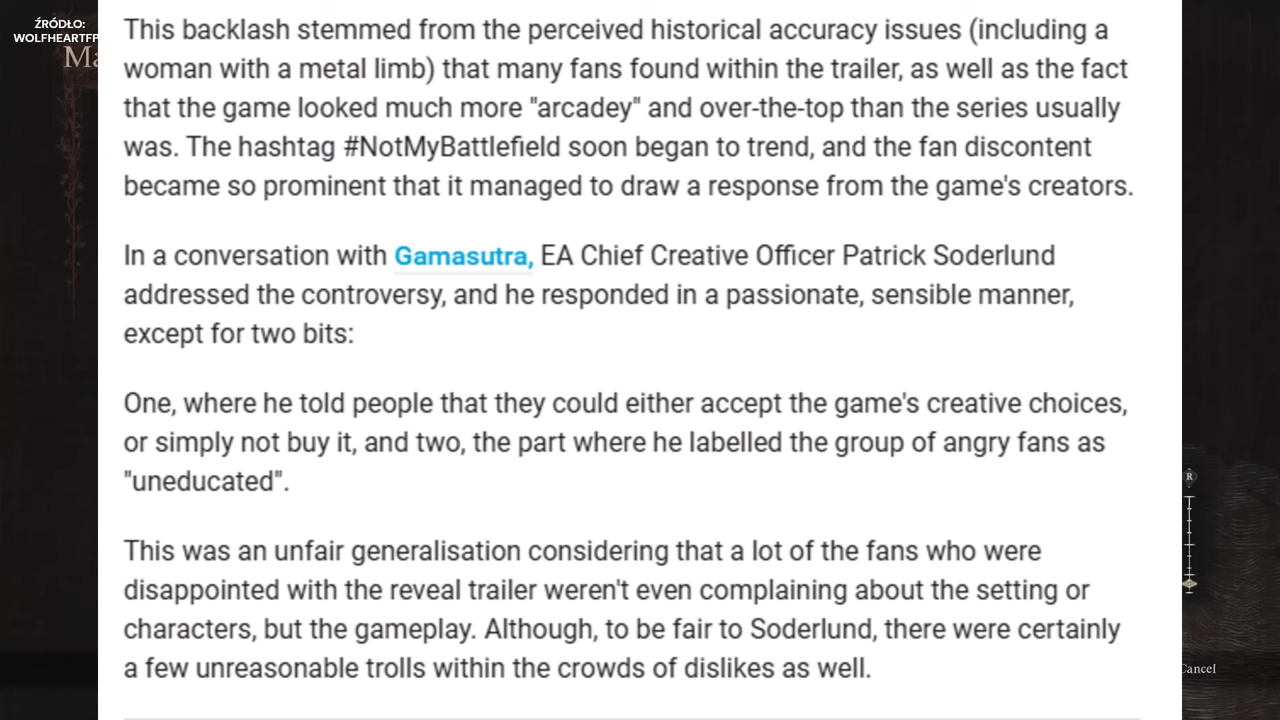 ŹRÓDŁO:
WOLFHEARTFP
Ma
This backlash stemmed from the perceived historical accuracy issues (including a
woman with a metal limb) that many fans found within the trailer, as well as the fact
that the game looked much more "arcadey" and over-the-top than the series usually
was. The hashtag #NotMyBattlefield soon began to trend, and the fan discontent
became so prominent that it managed to draw a response from the game's creators.
In a conversation with Gamasutra, EA Chief Creative Officer Patrick Soderlund
addressed the controversy, and he responded in a passionate, sensible manner,
except for two bits:
One, where he told people that they could either accept the game's creative choices,
or simply not buy it, and two, the part where he labelled the group of angry fans as
"uneducated".
This was an unfair generalisation considering that a lot of the fans who were
disappointed with the reveal trailer weren't even complaining about the setting or
characters, but the gameplay. Although, to be fair to Soderlund, there were certainly
a few unreasonable trolls within the crowds of dislikes as well.
R
Cancel